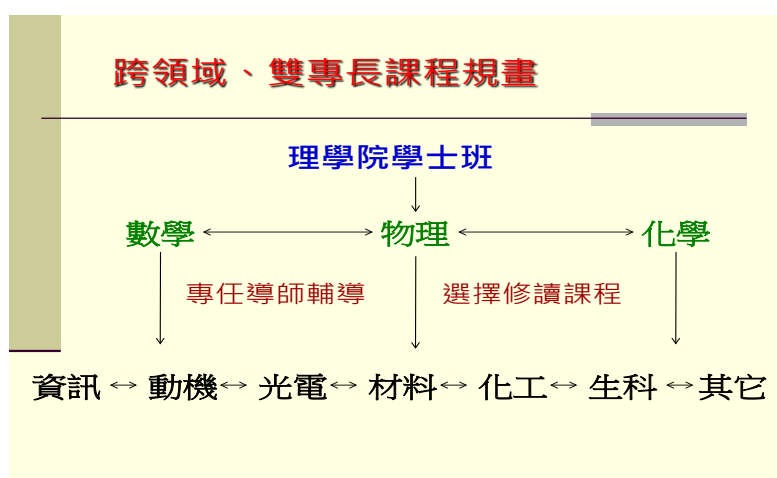 跨領域、雙專長課程規畫
理學院學士班
數學 ↔ 物理 ↔ 化學
專任導師輔導 選擇修讀課程
資訊 ↔ 動機 ↔ 光電 ↔ 材料 ↔ 化工 ↔ 生科 ↔ 其它